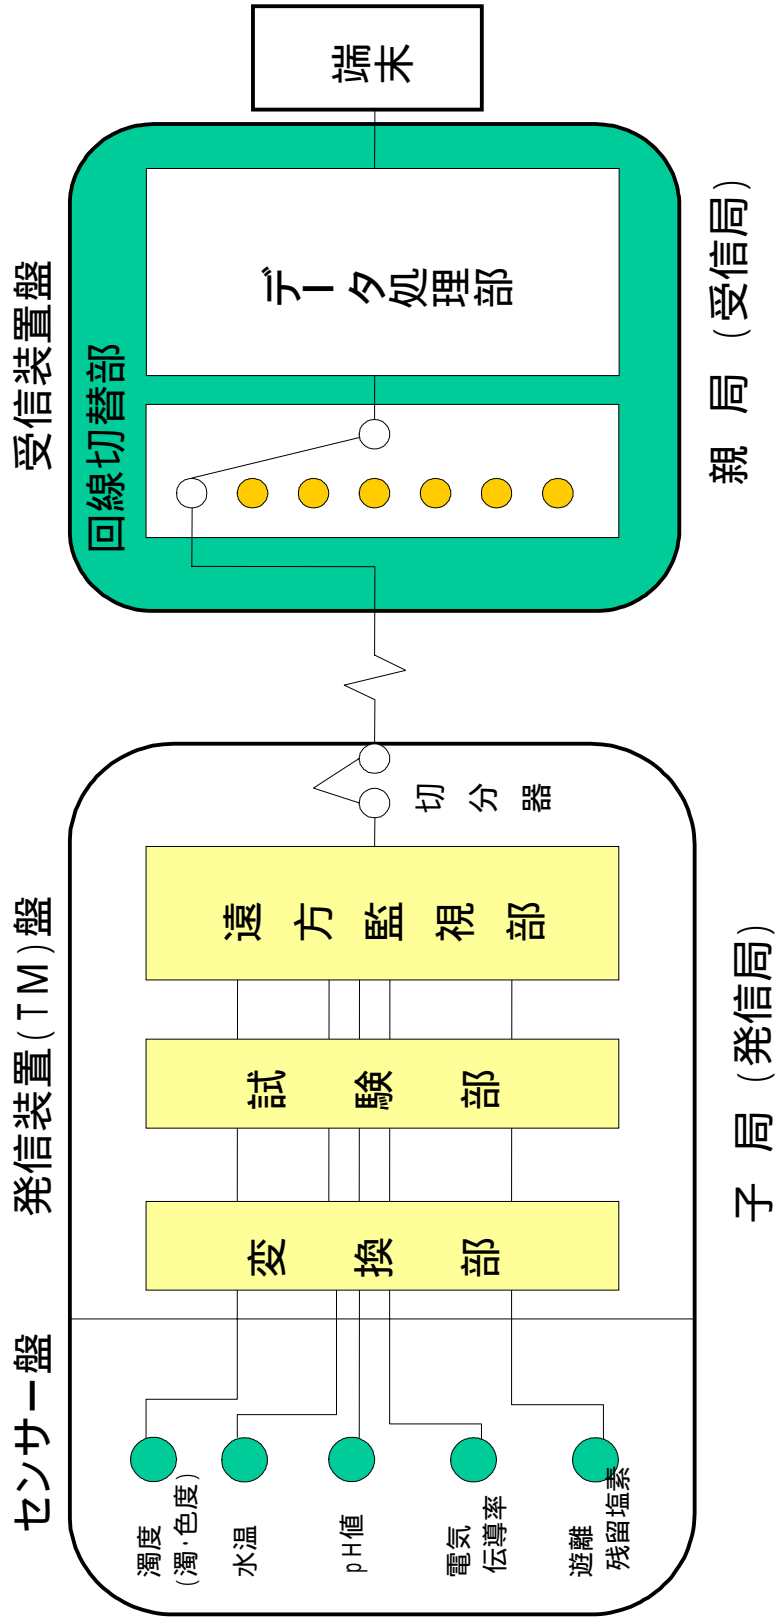 センサー盤
発信装置(TM)盤
受信装置盤
濁度
(濁・色度)
水温
pH値
電気
伝導率
遊離
残留塩素
変換部
試験部
遠方監視部
切分器
回線切替部
データ処理部
端末
子局(発信局)
親局(受信局)